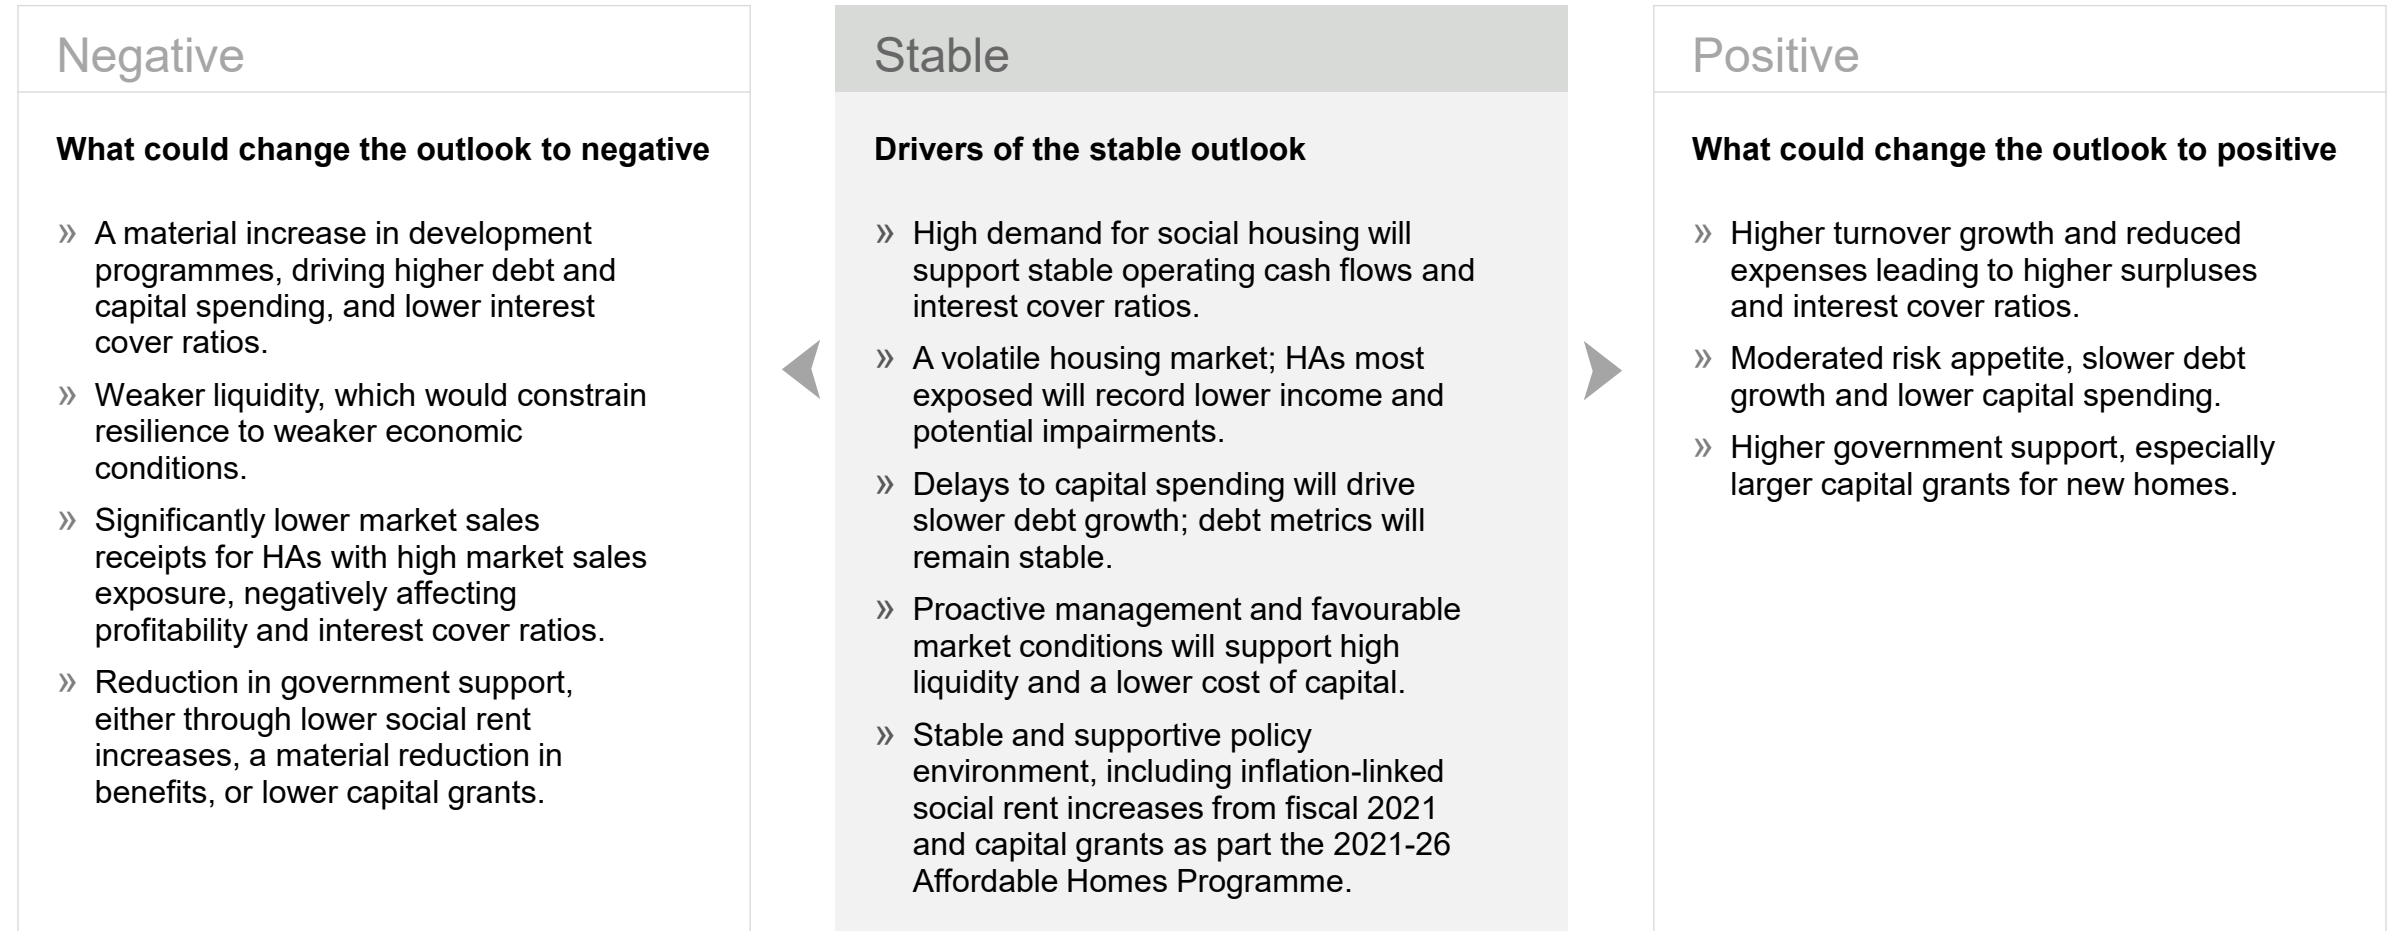 Negative
What could change the outlook to negative
» A material increase in development
programmes, driving higher debt and
capital spending, and lower interest
cover ratios.
» Weaker liquidity, which would constrain
resilience to weaker economic
conditions.
» Significantly lower market sales
receipts for HAs with high market sales
exposure, negatively affecting
profitability and interest cover ratios.
» Reduction in government support,
either through lower social rent
increases, a material reduction in
benefits, or lower capital grants.
Stable
Drivers of the stable outlook
» High demand for social housing will
support stable operating cash flows and
interest cover ratios.
» A volatile housing market; HAs most
exposed will record lower income and
potential impairments.
» Delays to capital spending will drive
slower debt growth; debt metrics will
remain stable.
» Proactive management and favourable
market conditions will support high
liquidity and a lower cost of capital.
» Stable and supportive policy
environment, including inflation-linked
social rent increases from fiscal 2021
and capital grants as part the 2021-26
Affordable Homes Programme.
Positive
What could change the outlook to positive
» Higher turnover growth and reduced
expenses leading to higher surpluses
and interest cover ratios.
» Moderated risk appetite, slower debt
growth and lower capital spending.
» Higher government support, especially
larger capital grants for new homes.